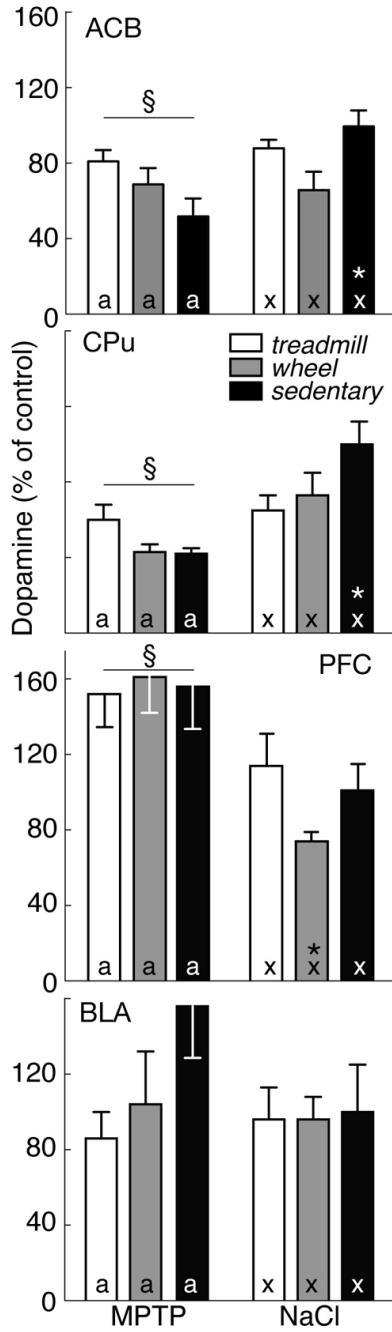 Dopamine (% of control)
160
ACB
120
§
80
40
*
a a a x x x
0
CPu
treadmill
wheel
sedentary
§
*
a a a x x x
§
PFC
160
120
80
40
*
a a a x x x
0
BLA
120
80
40
a a a x x x
0
MPTP NaCl